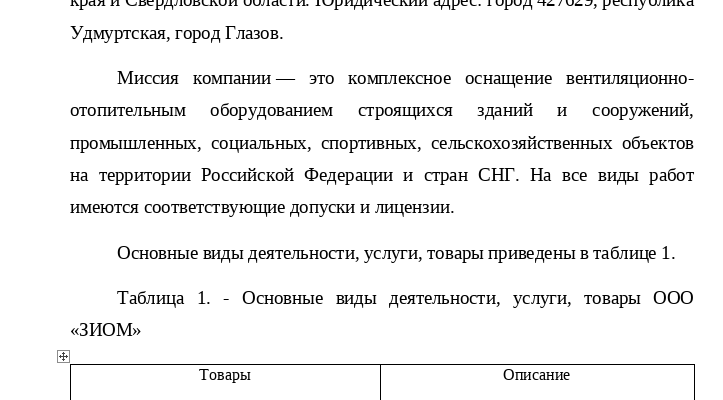 края и Свердловской области. Юридический адрес: город 427629, республика
Удмуртская, город Глазов.
Миссия компании — это комплексное оснащение вентиляционно-
отопительным оборудованием строящихся зданий и сооружений,
промышленных, социальных, спортивных, сельскохозяйственных объектов
на территории Российской Федерации и стран СНГ. На все виды работ
имеются соответствующие допуски и лицензии.
Основные виды деятельности, услуги, товары приведены в таблице 1.
Таблица 1. - Основные виды деятельности, услуги, товары ООО
«ЗИОМ»
Товары Описание